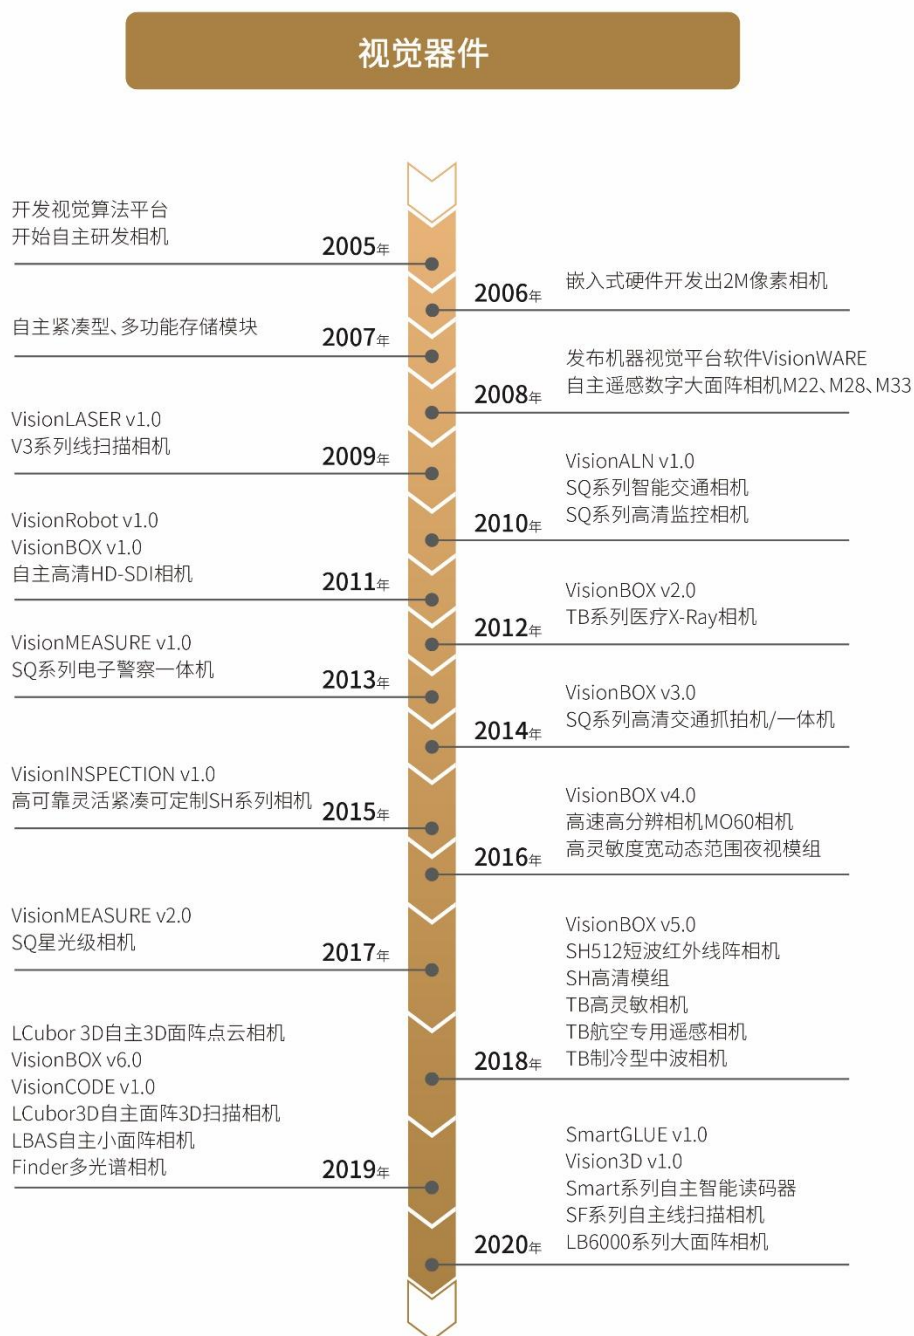 视觉器件
开发视觉算法平台
开始自主研发相机
2005年
嵌入式硬件开发出2M像素相机
2006年
自主紧凑型、多功能存储模块
2007年
发布机器视觉平台软件VisionWARE
自主遥感数字大面阵相机M22、M28、M33
2008年
VisionLASER v1.0
V3系列线扫描相机
2009年
VisionALN v1.0
SQ系列智能交通相机
SQ系列高清监控相机
2010年
VisionRobot v1.0
VisionBOX v1.0
自主高清HD-SDI相机
2011年
VisionBOX v2.0
TB系列医疗X-Ray相机
2012年
VisionMEASURE v1.0
SQ系列电子警察一体机
2013年
VisionBOX v3.0
SQ系列高清交通抓拍机/一体机
2014年
VisionINSPECTION v1.0
高可靠灵活紧凑可定制SH系列相机
2015年
VisionBOX v4.0
高速高分辨相机MO60相机
高灵敏度宽动态范围夜视模组
2016年
VisionMEASURE v2.0
SQ星光级相机
2017年
VisionBOX v5.0
SH512短波红外线阵相机
SH高清模组
TB高灵敏相机
TB航空专用遥感相机
TB制冷型中波相机
2018年
LCubor 3D自主3D面阵点云相机
VisionBOX v6.0
VisionCODE v1.0
LCubor3D自主面阵3D扫描相机
LBAS自主小面阵相机
Finder多光谱相机
2019年
SmartGLUE v1.0
Vision3D v1.0
Smart系列自主智能读码器
SF系列自主线扫描相机
LB6000系列大面阵相机
2020年